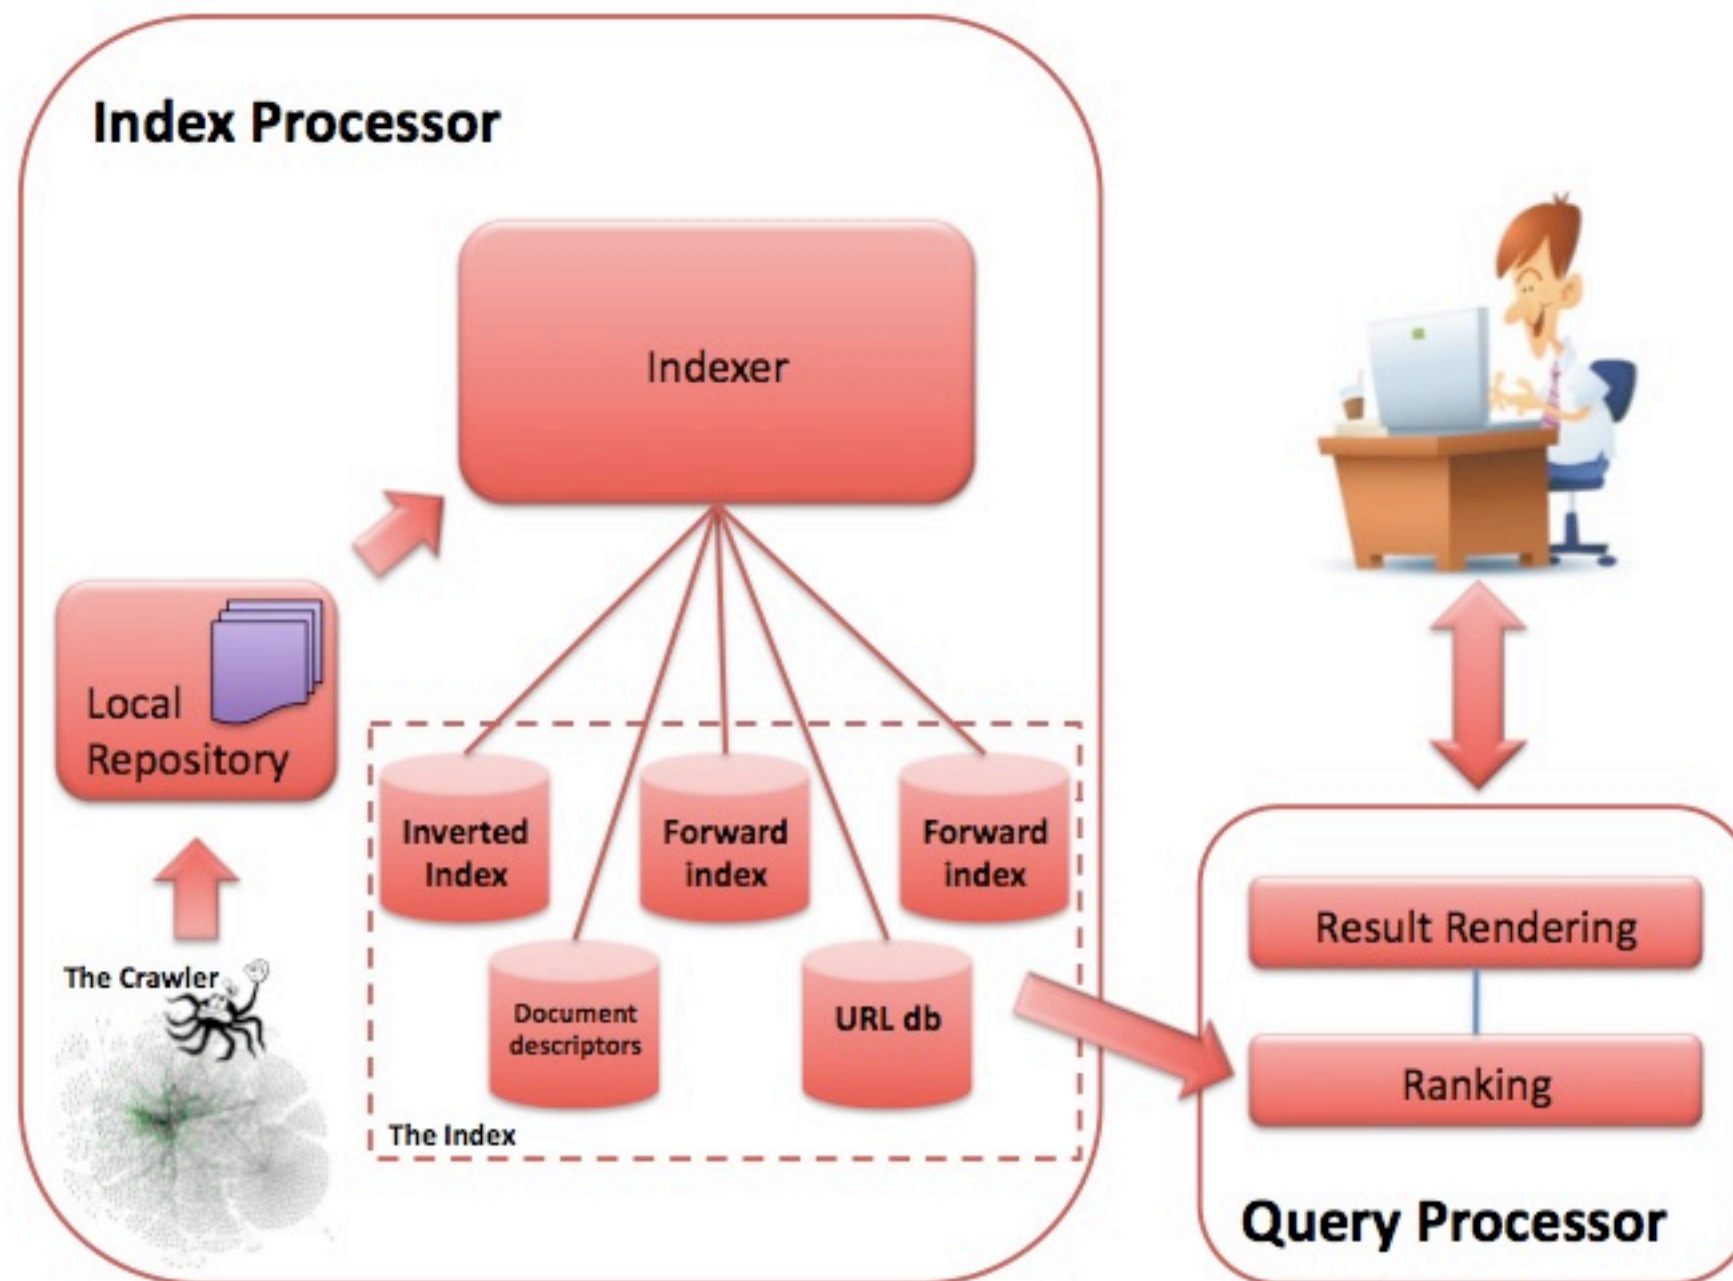 Index Processor
Indexer
Local
Repository
Inverted
Index
Forward
index
Forward
index
The Crawler
Document
descriptors
URL db
The Index
Result Rendering
Ranking
Query Processor